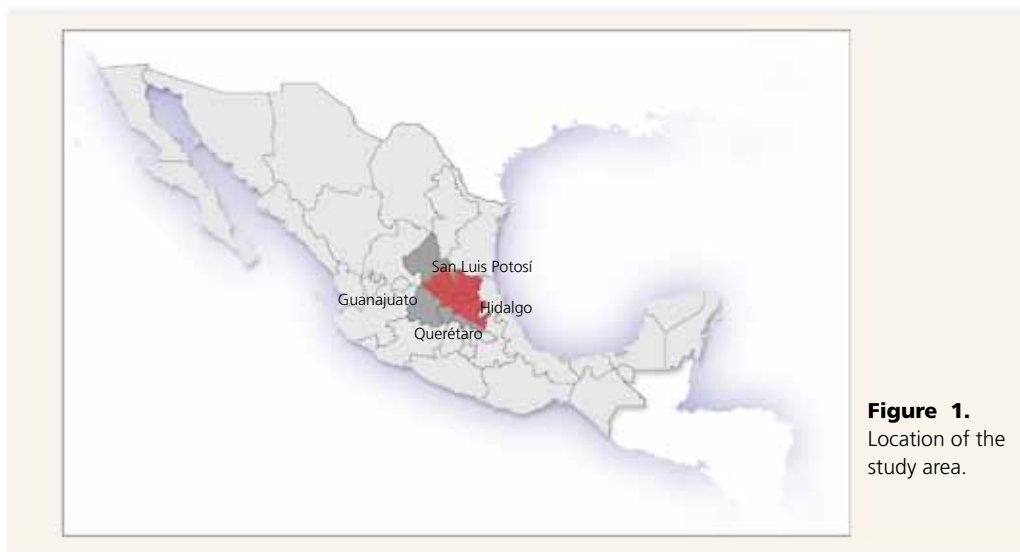 San Luis Potosí
Guanajuato
Hidalgo
Querétaro
Figure 1.
Location of the
study area.